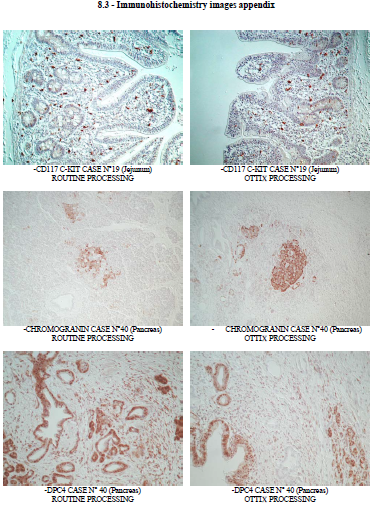 8.3 - Immunohistochemistry images appendix
-CD117 C-KIT CASE N°19 (Jejunum)
ROUTINE PROCESSING
-CD117 C-KIT CASE N°19 (Jejunum)
OTTIX PROCESSING
-CHROMOGRANIN CASE N°40 (Pancreas)
ROUTINE PROCESSING
- CHROMOGRANIN CASE N°40 (Pancreas)
OTTIX PROCESSING
-DPC4 CASE N° 40 (Pancreas)
ROUTINE PROCESSING
-DPC4 CASE N° 40 (Pancreas)
OTTIX PROCESSING